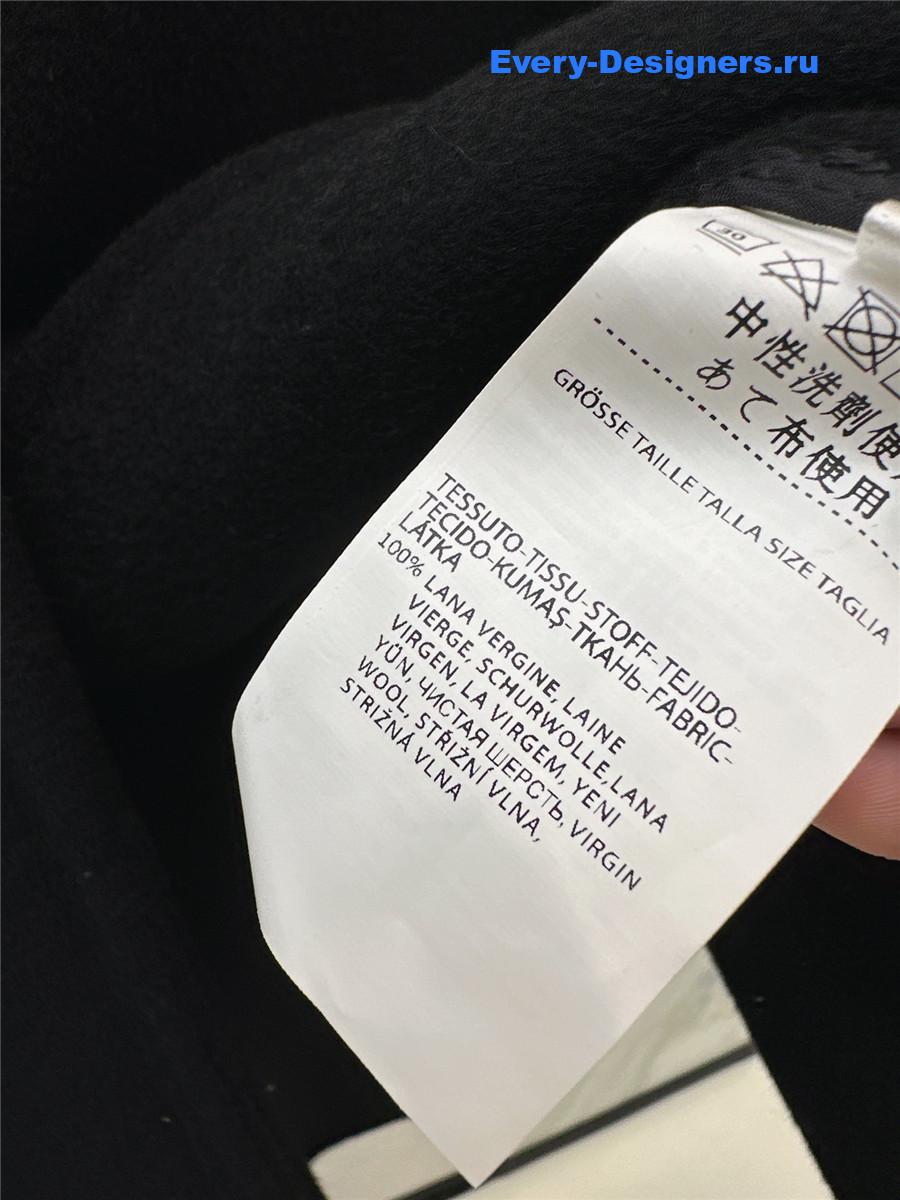 Every-Designers.ru
30
中性洗剤使
あて布使用
GRÖSSE TAILLE TALLA SIZE TAGLIA
TESSUTO-TISSU-STOFF-TEJIDO-
TECIDO-KUMAŞ-ТКАНЬ-FABRIC-
LÁTKA
100% LANA VERGINE, LAINE
VIERGE, SCHURWOLLE,LANA
VIRGEN, LA VIRGEM, YENI
YÜN, ЧИСТАЯ ШЕРСТЬ, VIRGIN
WOOL, STŘIŽNÍ VLNA,
STRIŽNÁ VLNA